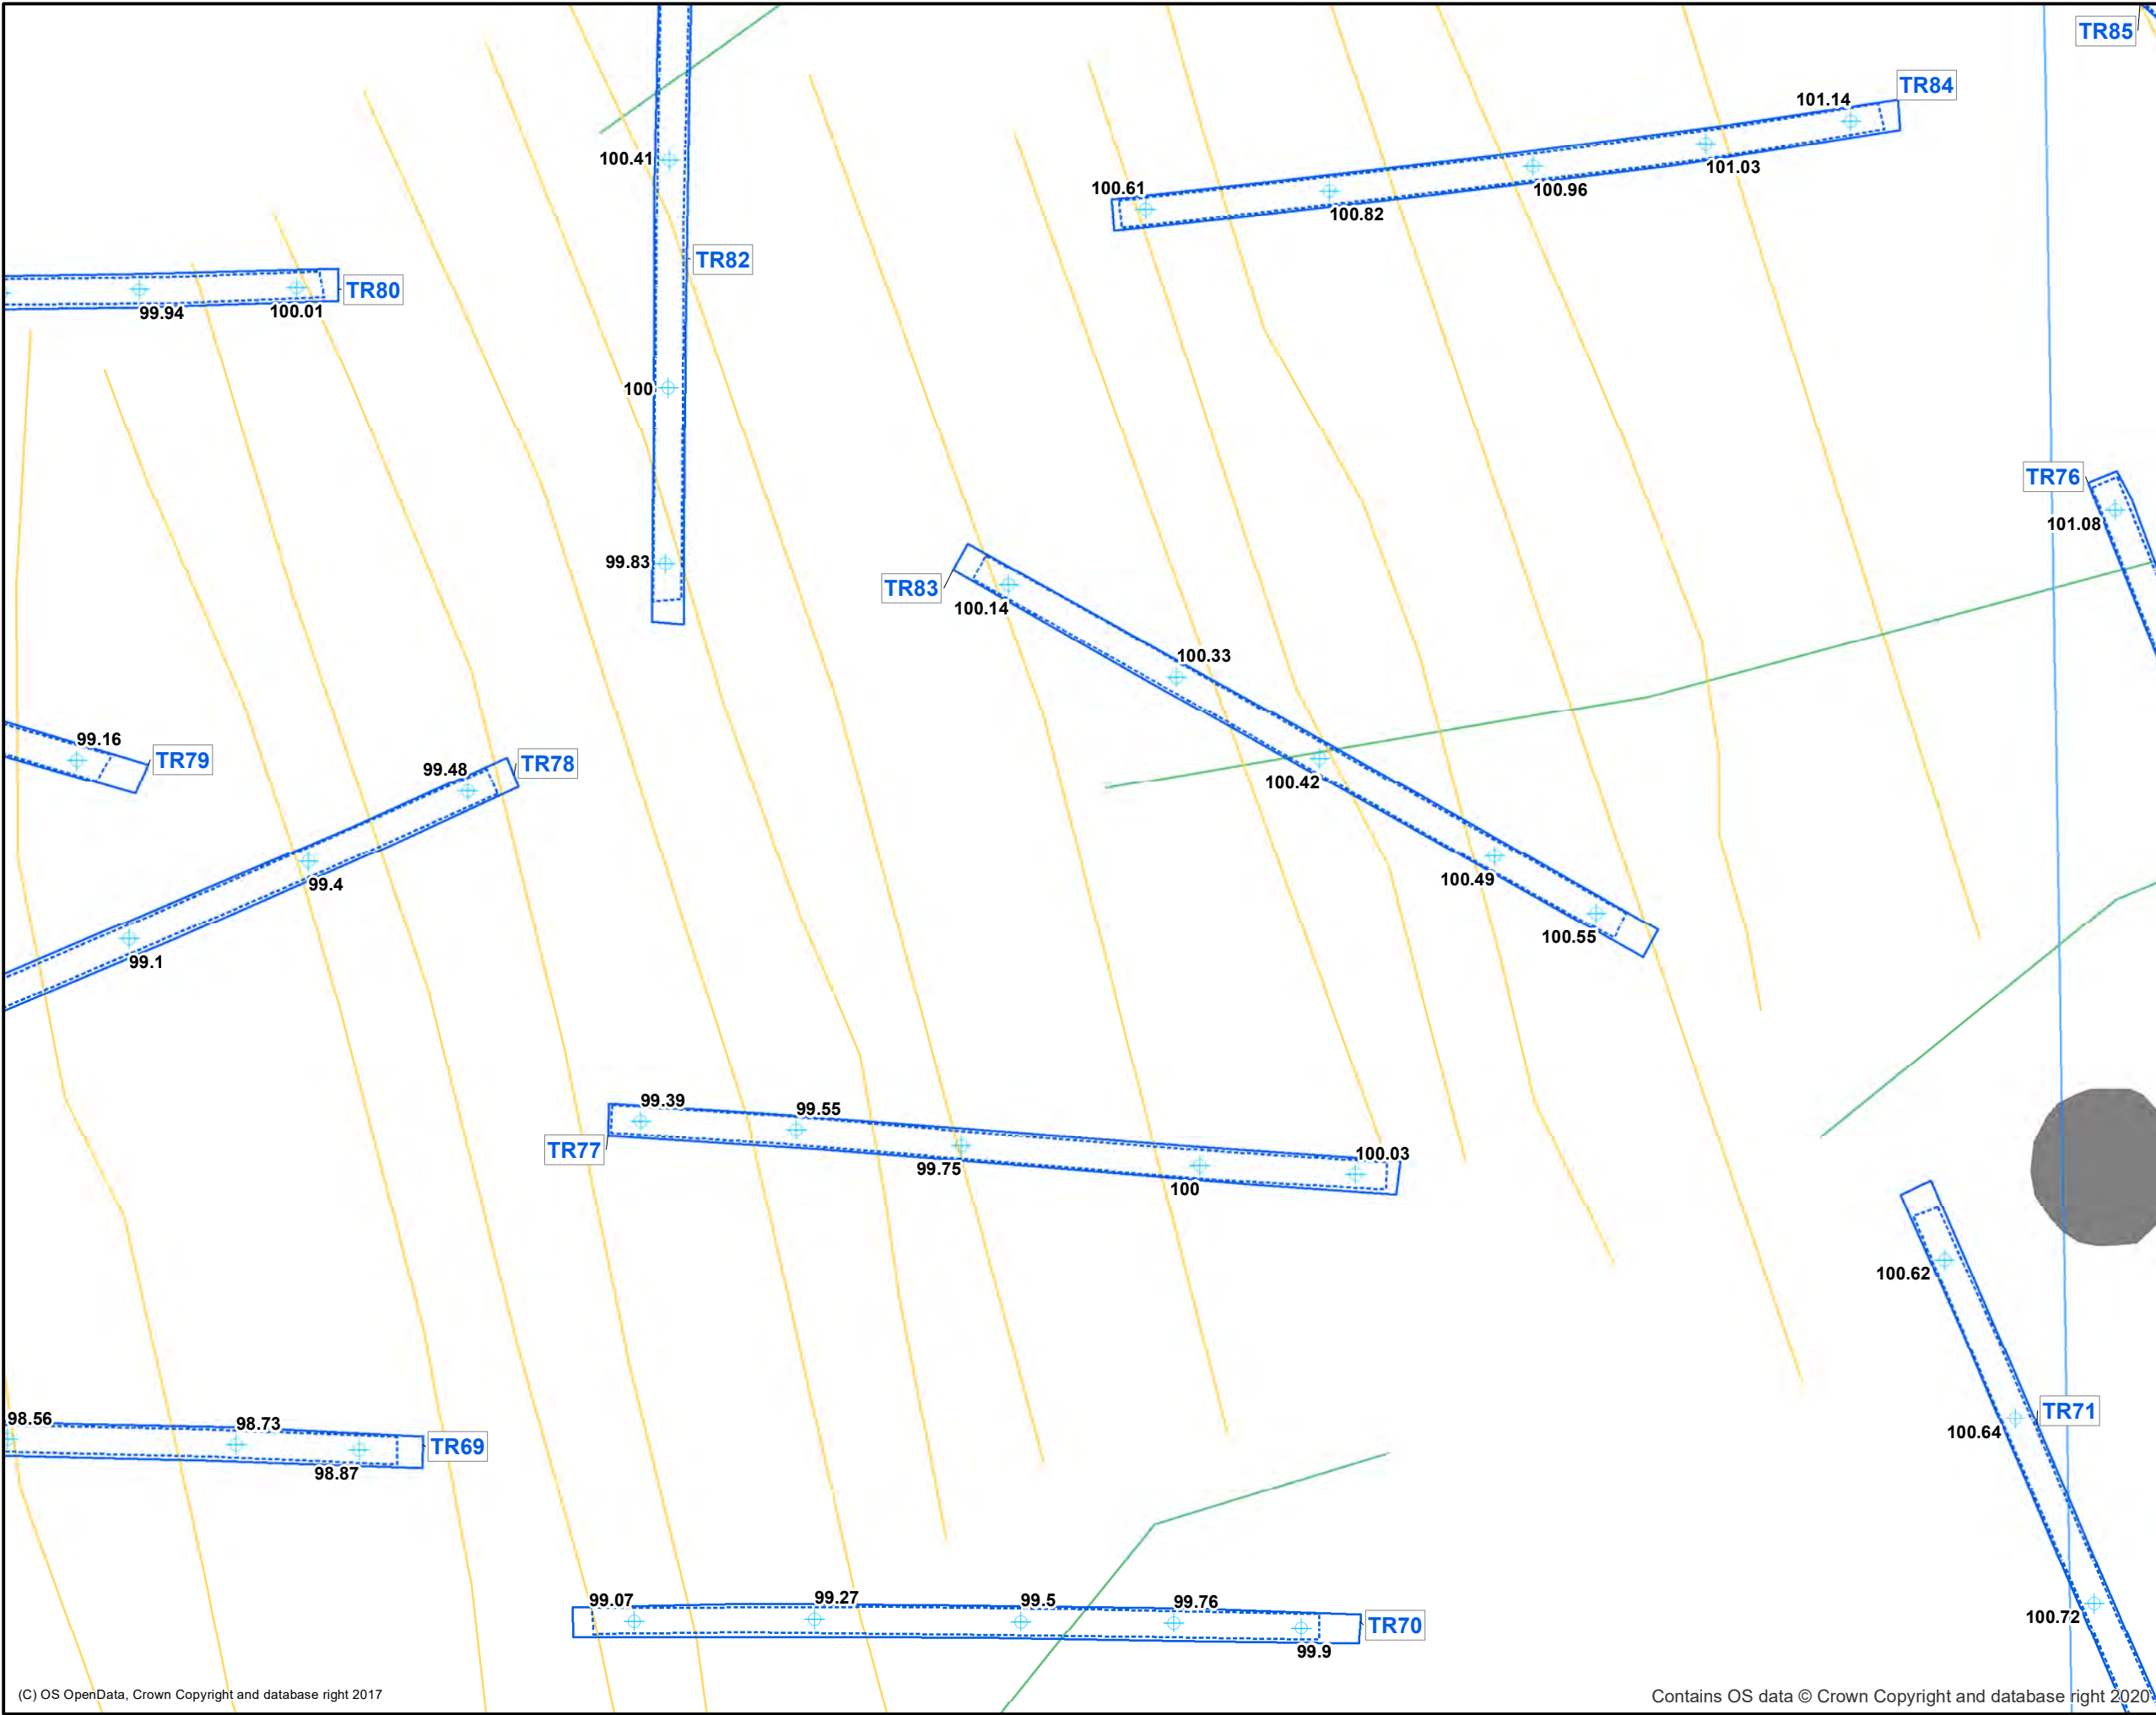 TR85
TR84
101.14
100.41
101.03
100.61
100.96
100.82
TR82
TR80
99.94
100.01
100
TR76
101.08
99.83
TR83
100.14
100.33
99.16
TR79
99.48
TR78
100.42
99.4
100.49
100.55
99.1
99.39
99.55
TR77
100.03
99.75
100
100.62
TR71
98.56
98.73
TR69
100.64
98.87
99.07
99.27
99.5
99.76
100.72
TR70
99.9
(C) OS OpenData, Crown Copyright and database right 2017
Contains OS data © Crown Copyright and database right 2020